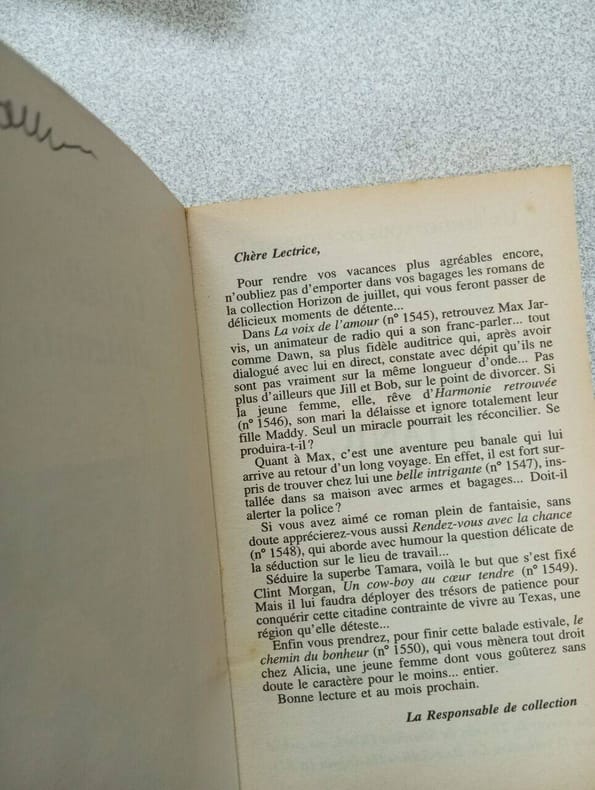 Chère Lectrice,
Pour rendre vos vacances plus agréables encore,
n'oubliez pas d'emporter dans vos bagages les romans de
la collection Horizon de juillet, qui vous feront passer de
délicieux moments de détente...
Dans La voix de l'amour (n° 1545), retrouvez Max Jar-
vis, un animateur de radio qui a son franc-parler... tout
comme Dawn, sa plus fidèle auditrice qui, après avoir
dialogué avec lui en direct, constate avec dépit qu'ils ne
sont pas vraiment sur la même longueur d'onde... Pas
plus d'ailleurs que Jill et Bob, sur le point de divorcer. Si
la jeune femme, elle, rêve d'Harmonie retrouvée
(n° 1546), son mari la délaisse et ignore totalement leur
fille Maddy. Seul un miracle pourrait les réconcilier. Se
produira-t-il ?
Quant à Max, c'est une aventure peu banale qui lui
arrive au retour d'un long voyage. En effet, il est fort sur-
pris de trouver chez lui une belle intrigante (n° 1547), ins-
tallée dans sa maison avec armes et bagages... Doit-il
alerter la police ?
Si vous avez aimé ce roman plein de fantaisie, sans
doute apprécierez-vous aussi Rendez-vous avec la chance
(n° 1548), qui aborde avec humour la question délicate de
la séduction sur le lieu de travail...
Séduire la superbe Tamara, voilà le but que s'est fixé
Clint Morgan, Un cow-boy au cœur tendre (n° 1549).
Mais il lui faudra déployer des trésors de patience pour
conquérir cette citadine contrainte de vivre au Texas, une
région qu'elle déteste...
Enfin vous prendrez, pour finir cette balade estivale, le
chemin du bonheur (n° 1550), qui vous mènera tout droit
chez Alicia, une jeune femme dont vous goûterez sans
doute le caractère pour le moins... entier.
Bonne lecture et au mois prochain.
La Responsable de collection